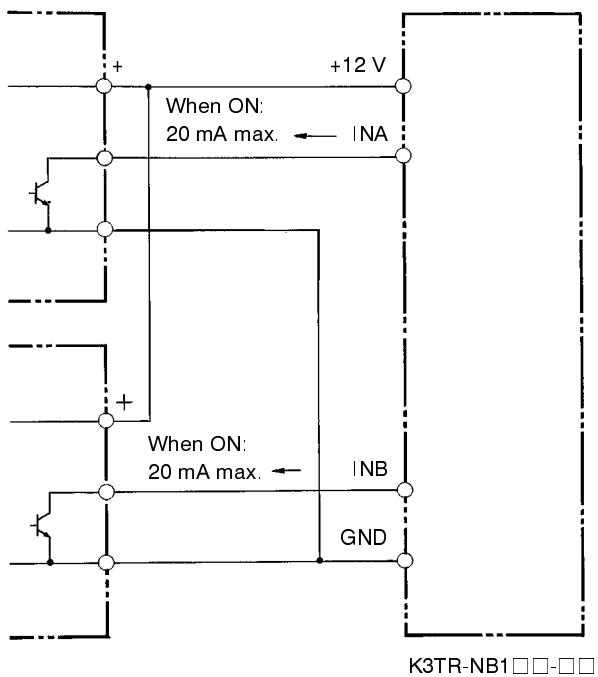 +
+12 V
When ON:
20 mA max.
INA
+
When ON:
20 mA max.
INB
GND
K3TR-NB1□□-□□